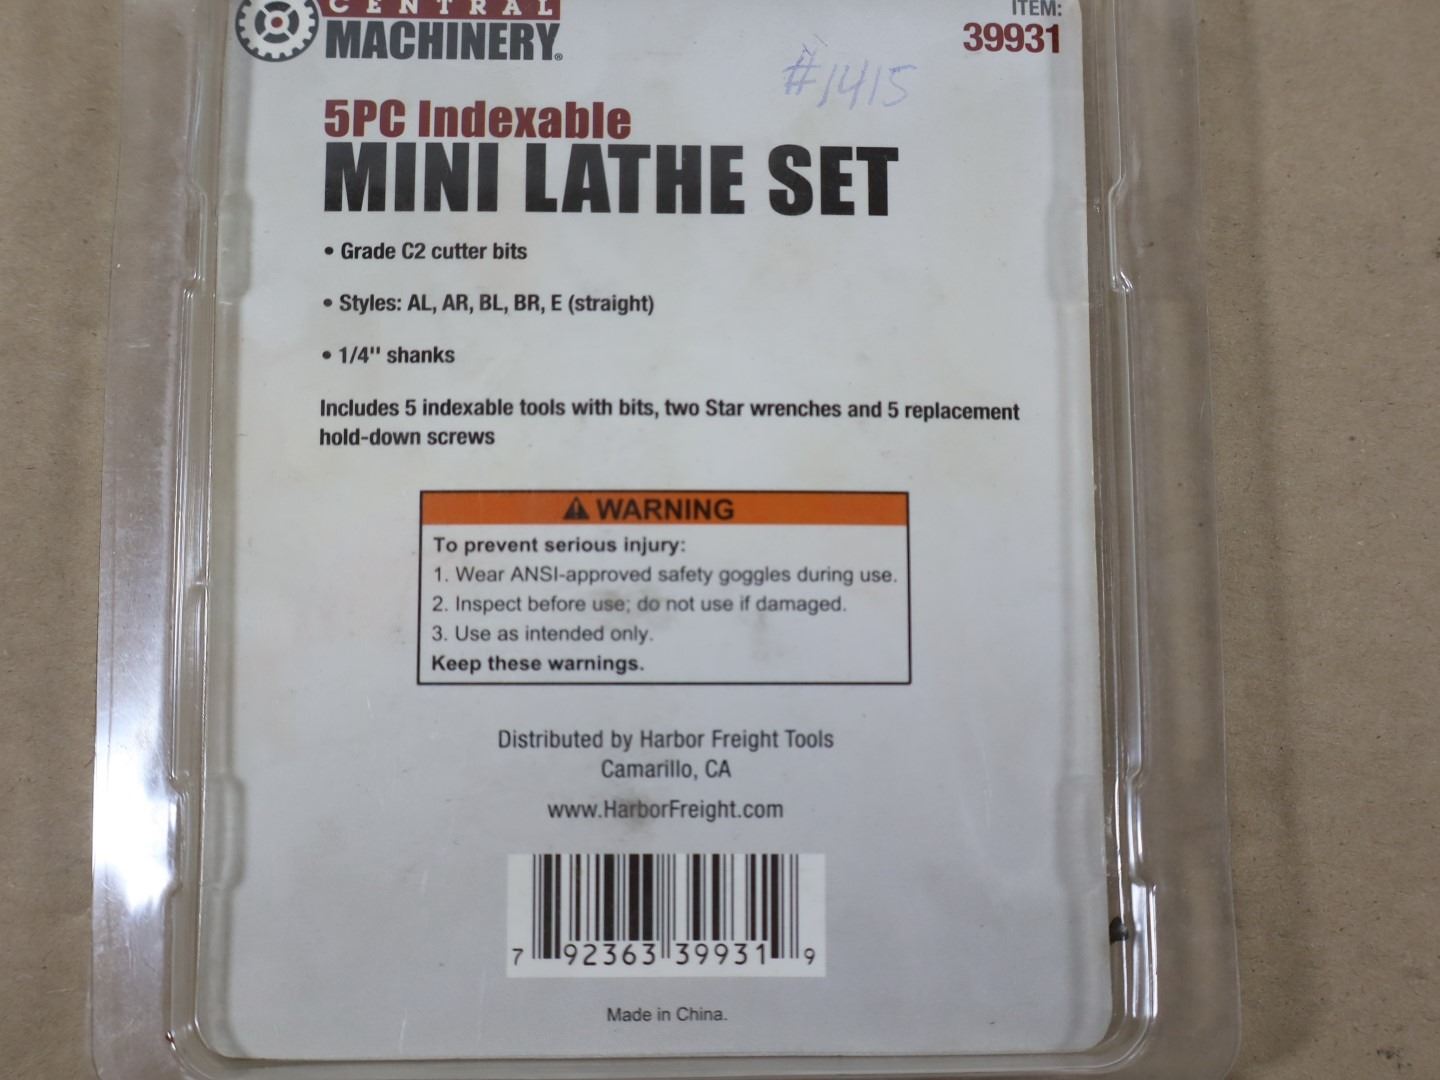 CENTRAL
MACHINERY®
ITEM:
39931
#1415
5PC Indexable
MINI LATHE SET
• Grade C2 cutter bits
• Styles: AL, AR, BL, BR, E (straight)
• 1/4" shanks
Includes 5 indexable tools with bits, two Star wrenches and 5 replacement
hold-down screws
⚠ WARNING
To prevent serious injury:
1. Wear ANSI-approved safety goggles during use.
2. Inspect before use; do not use if damaged.
3. Use as intended only.
Keep these warnings.
Distributed by Harbor Freight Tools
Camarillo, CA
www.HarborFreight.com
7 92363 39931 9
Made in China.